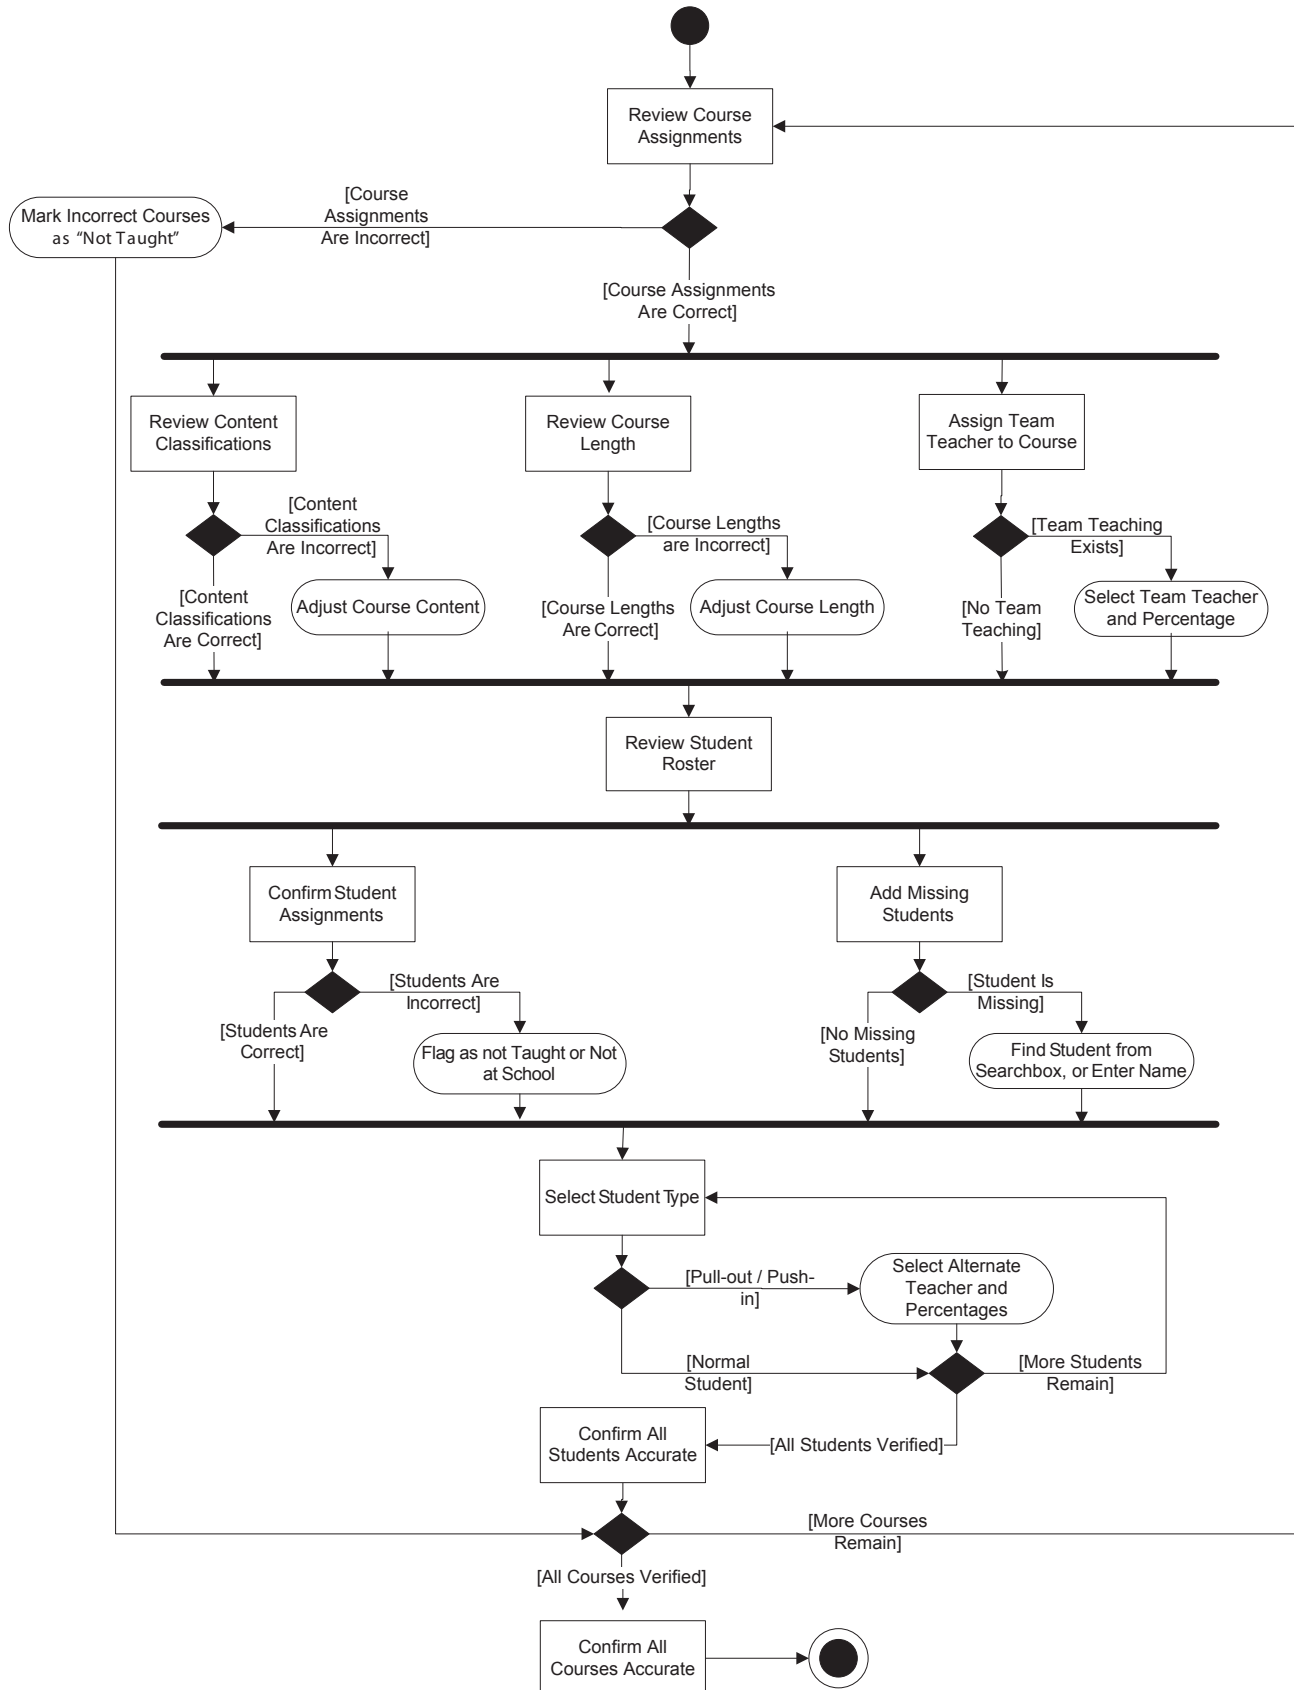 Review Course
Assignments
[Course
Assignments
Are Incorrect]
Mark Incorrect Courses
as “Not Taught”
[Course Assignments
Are Correct]
Review Content
Classifications
Review Course
Length
Assign Team
Teacher to Course
[Content
Classifications
Are Incorrect]
[Course Lengths
are Incorrect]
[Team Teaching
Exists]
[Content
Classifications
Are Correct]
Adjust Course Content
[Course Lengths
Are Correct]
Adjust Course Length
[No Team
Teaching]
Select Team Teacher
and Percentage
Review Student
Roster
Confirm Student
Assignments
Add Missing
Students
[Students Are
Incorrect]
[Student Is
Missing]
[Students Are
Correct]
Flag as not Taught or Not
at School
[No Missing
Students]
Find Student from
Searchbox, or Enter Name
Select Student Type
[Pull-out / Push-
in]
Select Alternate
Teacher and
Percentages
[Normal
Student]
[More Students
Remain]
Confirm All
Students Accurate
[All Students Verified]
[More Courses
Remain]
[All Courses Verified]
Confirm All
Courses Accurate